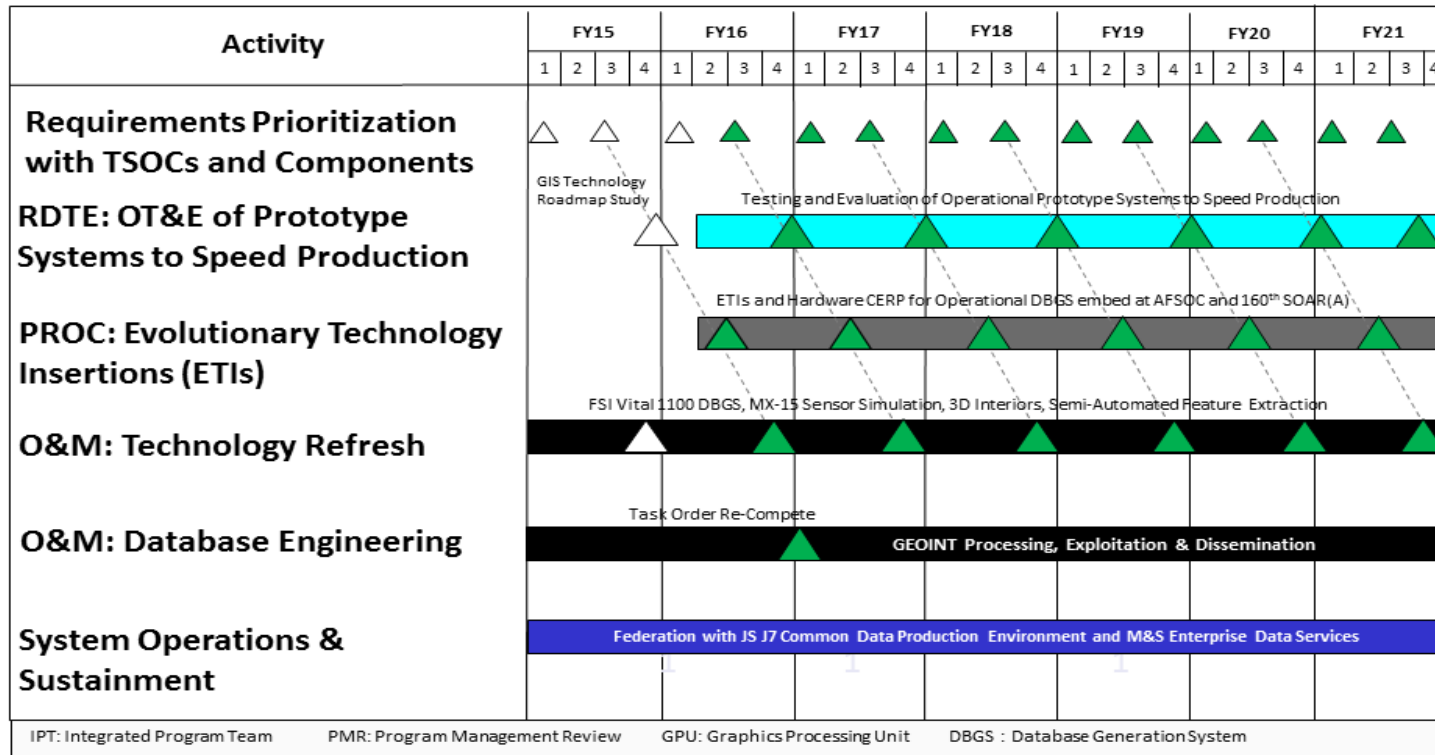 Activity
FY15 FY16 FY17 FY18 FY19 FY20 FY21
1 2 3 4 1 2 3 4 1 2 3 4 1 2 3 4 1 2 3 4 1 2 3 4 1 2 3 4
Requirements Prioritization
with TSOCs and Components
GIS Technology
Roadmap Study
Testing and Evaluation of Operational Prototype Systems to Speed Production
RDTE: OT&E of Prototype
Systems to Speed Production
ETIs and Hardware CERP for Operational DBGS embed at AFSOC and 160th SOAR(A)
PROC: Evolutionary Technology
Insertions (ETIs)
FSI Vital 1100 DBGS, MX-15 Sensor Simulation, 3D Interiors, Semi-Automated Feature Extraction
O&M: Technology Refresh
Task Order Re-Compete
O&M: Database Engineering
GEOINT Processing, Exploitation & Dissemination
System Operations &
Sustainment
Federation with JS J7 Common Data Production Environment and M&S Enterprise Data Services
1 1 1
IPT: Integrated Program Team PMR: Program Management Review GPU: Graphics Processing Unit DBGS : Database Generation System